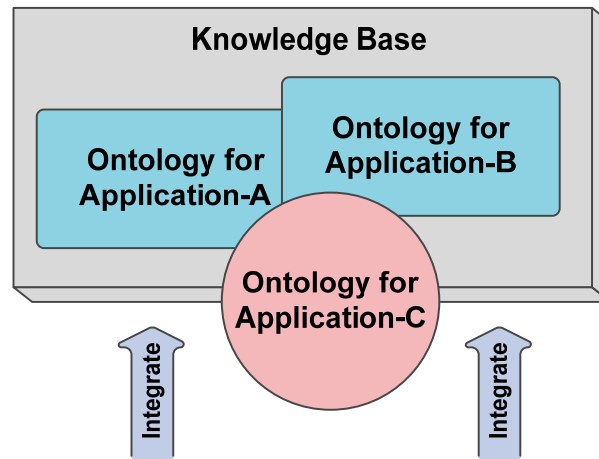 Knowledge Base
Ontology for
Application-B
Ontology for
Application-A
Ontology for
Application-C
Integrate
Integrate